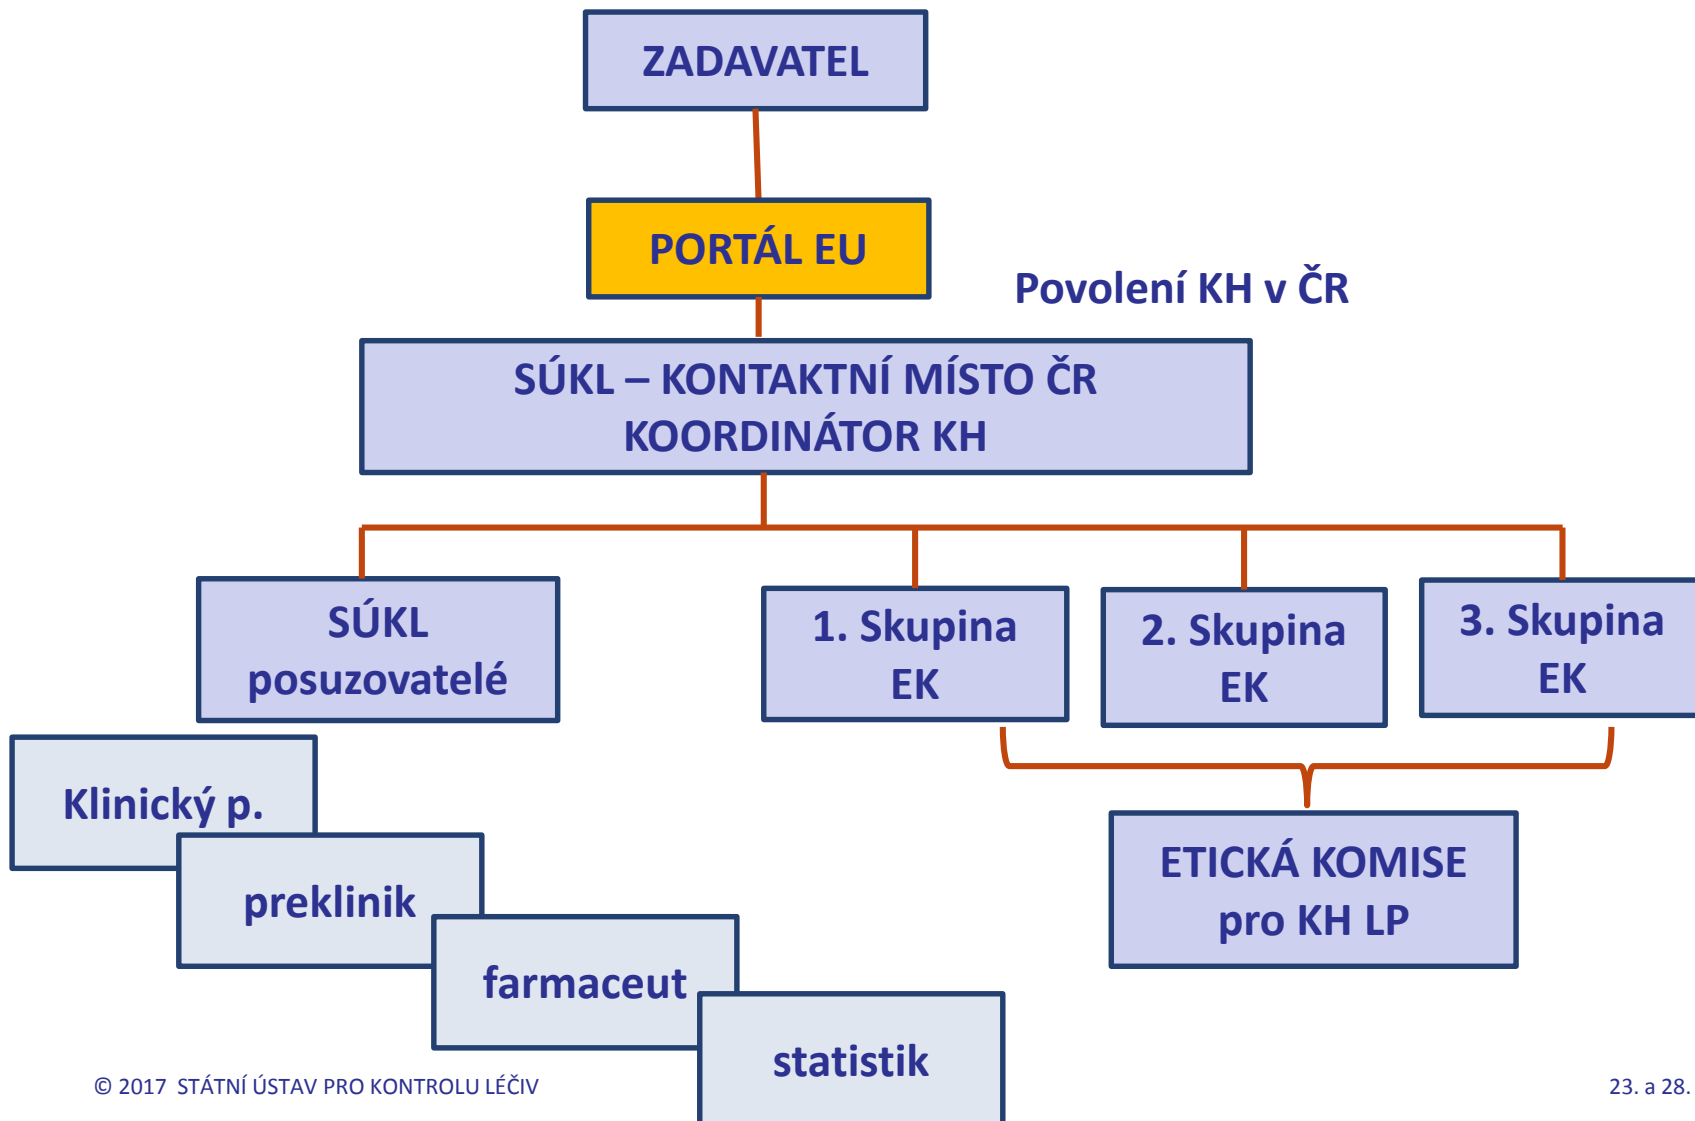 ZADAVATEL
PORTÁL EU
Povolení KH v ČR
SÚKL – KONTAKTNÍ MÍSTO ČR
KOORDINÁTOR KH
SÚKL
posuzovatelé
1. Skupina
EK
2. Skupina
EK
3. Skupina
EK
Klinický p.
preklinik
farmaceut
statistik
ETICKÁ KOMISE
pro KH LP
© 2017 STÁTNÍ ÚSTAV PRO KONTROLU LÉČIV
23. a 28.